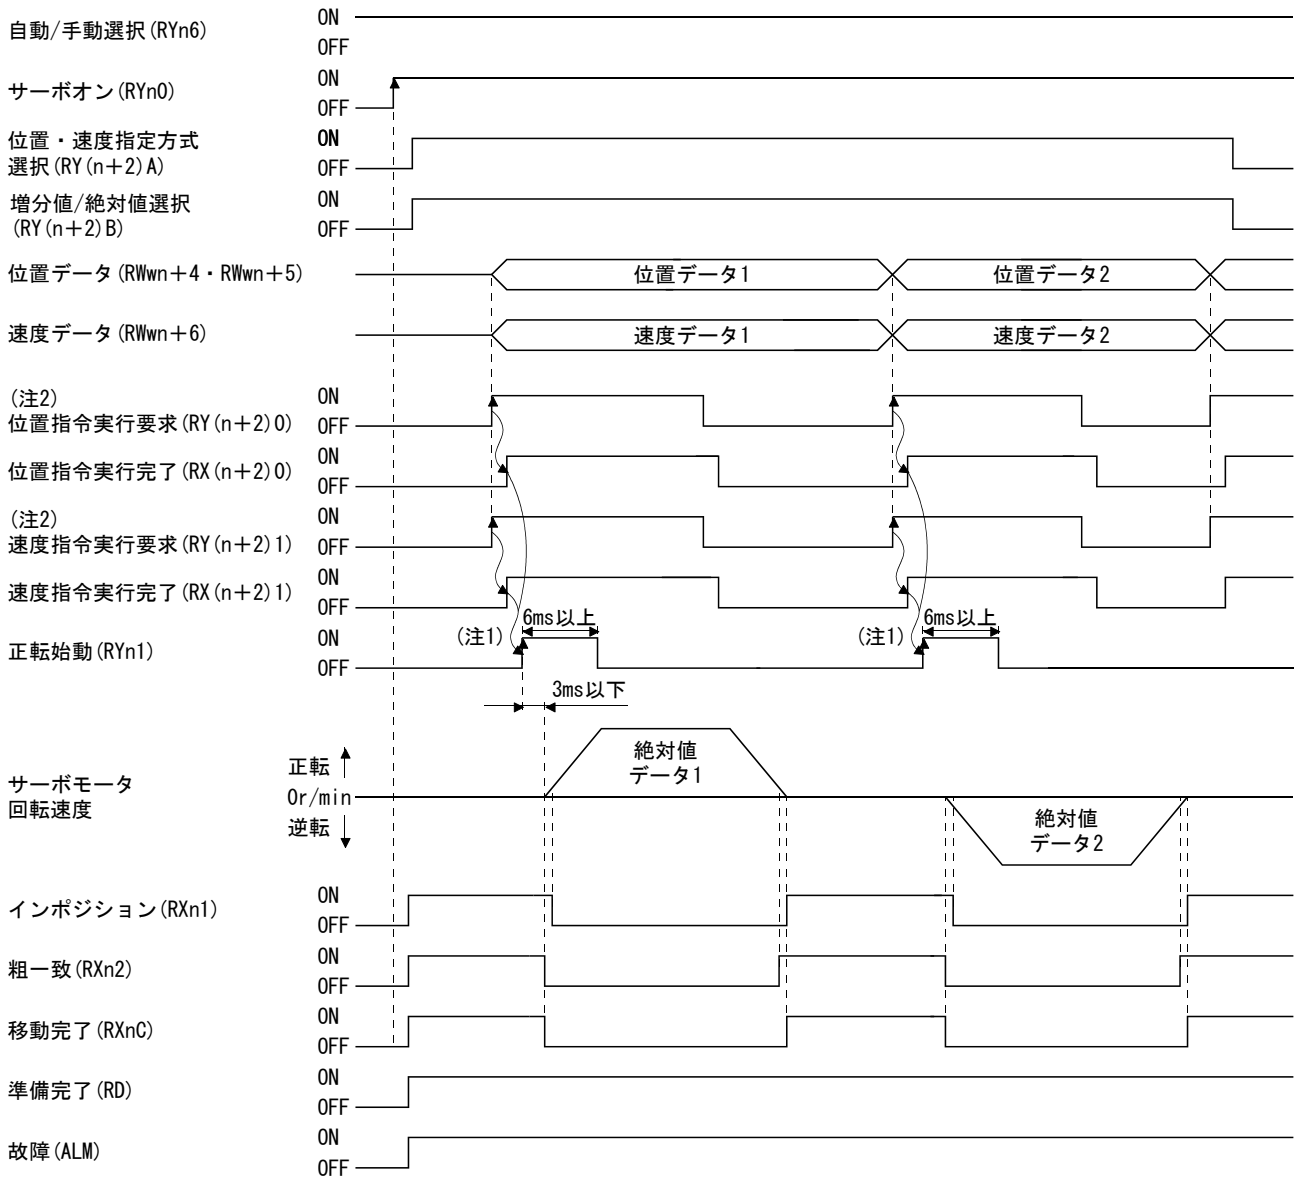 自動/手動選択(RYn6)
ON
OFF
サーボオン(RYn0)
ON
OFF
位置・速度指定方式
選択(RY(n+2)A)
ON
OFF
増分値/絶対値選択
(RY(n+2)B)
ON
OFF
位置データ(RWwn+4・RWwn+5)
位置データ1
位置データ2
速度データ(RWwn+6)
速度データ1
速度データ2
(注2)
位置指令実行要求(RY(n+2)0)
ON
OFF
位置指令実行完了(RX(n+2)0)
ON
OFF
(注2)
速度指令実行要求(RY(n+2)1)
ON
OFF
速度指令実行完了(RX(n+2)1)
ON
OFF
正転始動(RYn1)
ON
OFF
(注1)
6ms以上
(注1)
6ms以上
3ms以下
サーボモータ
回転速度
正転
0r/min
逆転
絶対値
データ1
絶対値
データ2
インポジション(RXn1)
ON
OFF
粗一致(RXn2)
ON
OFF
移動完了(RXnC)
ON
OFF
準備完了(RD)
ON
OFF
故障(ALM)
ON
OFF